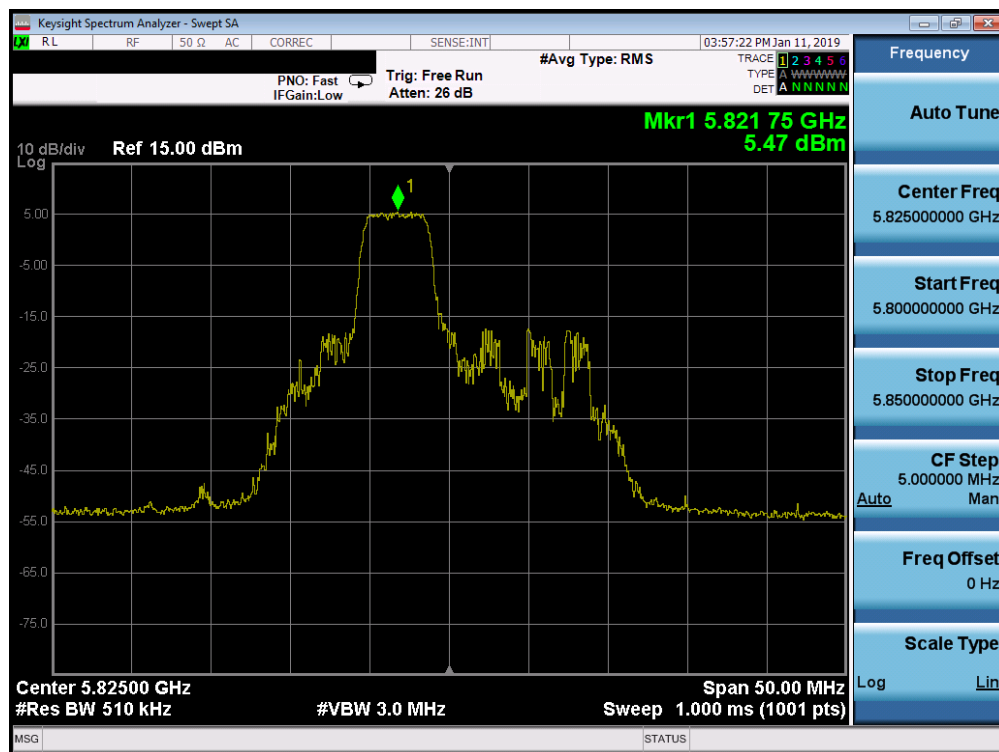 Keysight Spectrum Analyzer - Swept SA
LXI RL RF 50 Ω AC CORREC SENSE:INT 03:57:22 PM Jan 11, 2019
#Avg Type: RMS
TRACE 1 2 3 4 5 6
PNO: Fast
Trig: Free Run
TYPE A WWWWW
IFGain:Low
Atten: 26 dB
DET A N N N N N
Mkr1 5.821 75 GHz
5.47 dBm
10 dB/div
Log
Ref 15.00 dBm
1
5.00
-5.00
-15.0
-25.0
-35.0
-45.0
-55.0
-65.0
-75.0
Center 5.82500 GHz
Span 50.00 MHz
#Res BW 510 kHz
#VBW 3.0 MHz
Sweep 1.000 ms (1001 pts)
MSG
STATUS
Frequency
Auto Tune
Center Freq
5.825000000 GHz
Start Freq
5.800000000 GHz
Stop Freq
5.850000000 GHz
CF Step
5.000000 MHz
Auto Man
Freq Offset
0 Hz
Scale Type
Log Lin